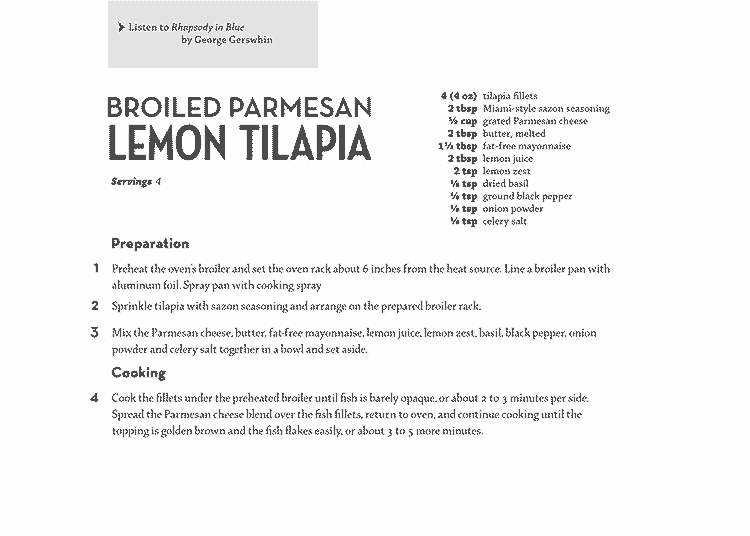 ➤ Listen to Rhapsody in Blue
by George Gerswhin
BROILED PARMESAN
LEMON TILAPIA
Servings 4
4 (4 oz) tilapia fillets
2 tbsp Miami-style sazon seasoning
½ cup grated Parmesan cheese
2 tbsp butter, melted
1½ tbsp fat-free mayonnaise
2 tbsp lemon juice
2 tsp lemon zest
tsp dried basil
tsp ground black pepper
tsp onion powder
tsp celery salt
Preparation
1 Preheat the oven's broiler and set the oven rack about 6 inches from the heat source. Line a broiler pan with
aluminum foil. Spray pan with cooking spray
2 Sprinkle tilapia with sazon seasoning and arrange on the prepared broiler rack.
3 Mix the Parmesan cheese, butter, fat-free mayonnaise, lemon juice, lemon zest, basil, black pepper, onion
powder and celery salt together in a bowl and set aside.
Cooking
4 Cook the fillets under the preheated broiler until fish is barely opaque, or about 2 to 3 minutes per side.
Spread the Parmesan cheese blend over the fish fillets, return to oven, and continue cooking until the
topping is golden brown and the fish flakes easily, or about 3 to 5 more minutes.